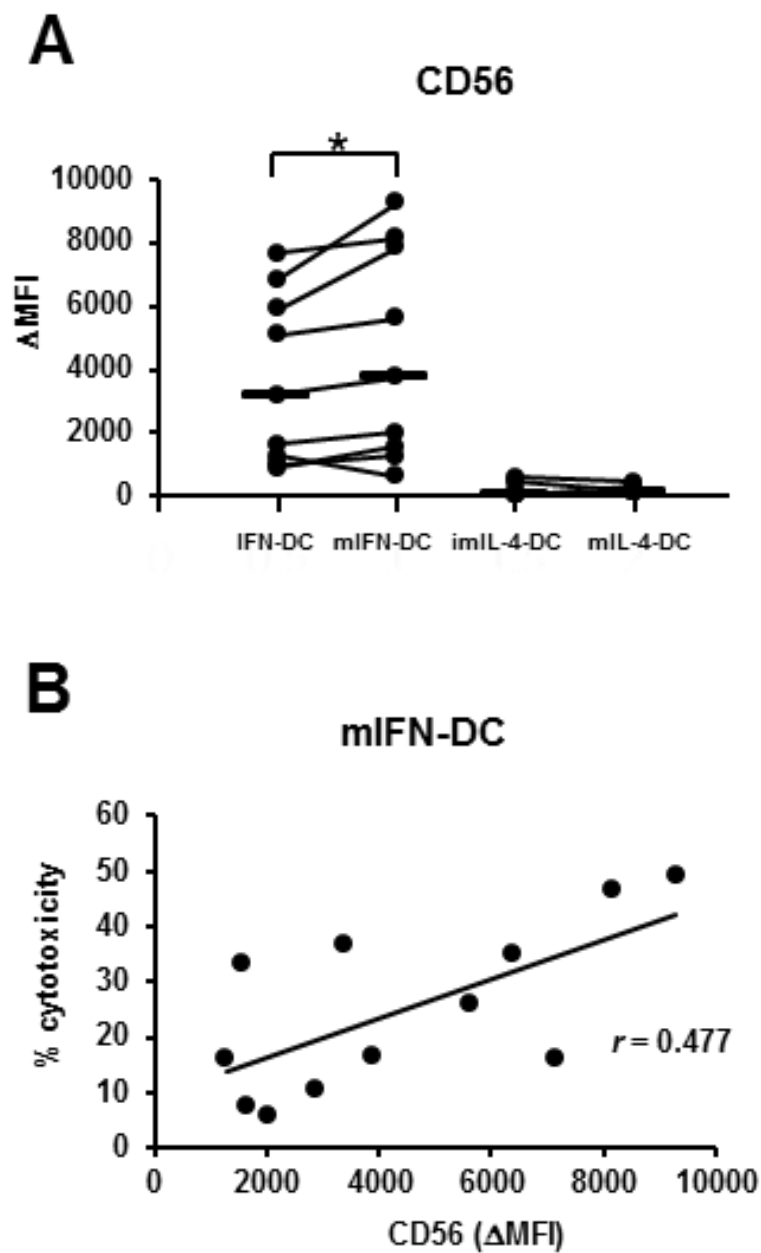 A
CD56
*
10000
8000
6000
4000
2000
0
ΔMFI
IFN-DC mIFN-DC imIL-4-DC mIL-4-DC
B
mIFN-DC
60
50
40
30
20
10
0
% cytotoxicity
r = 0.477
0 2000 4000 6000 8000 10000
CD56 (ΔMFI)